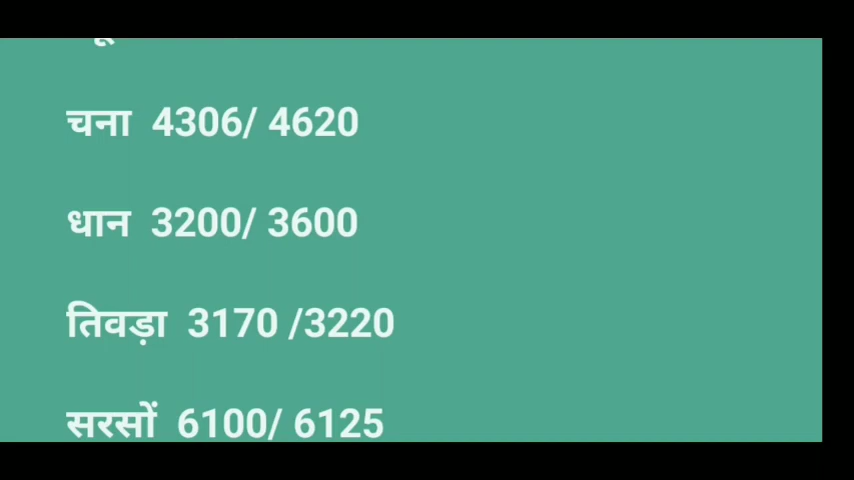 चना 4306/ 4620
धान 3200/ 3600
तिवड़ा 3170 /3220
सरसों 6100/ 6125